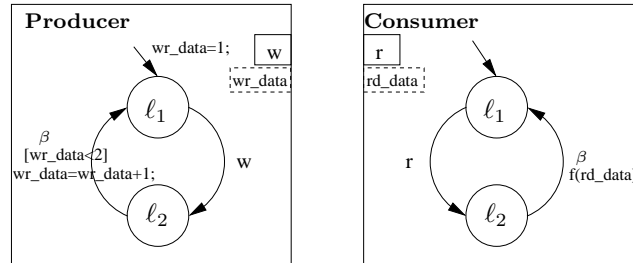 Producer
wr_data=1;
w
wr_data
ℓ1
β
[wr_data<2]
wr_data=wr_data+1;
w
ℓ2
Consumer
r
rd_data
ℓ1
r
β
f(rd_data)
ℓ2